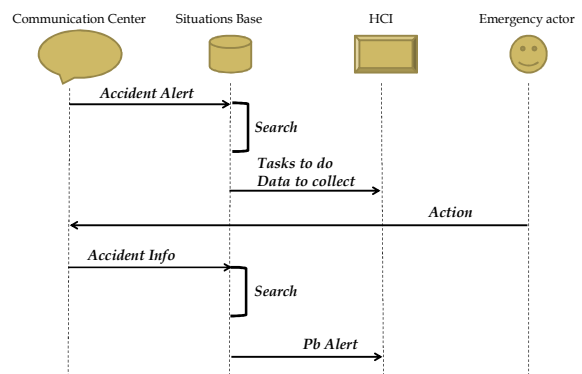 Communication Center
Situations Base
HCI
Emergency actor
Accident Alert
Search
Tasks to do
Data to collect
Action
Accident Info
Search
Pb Alert